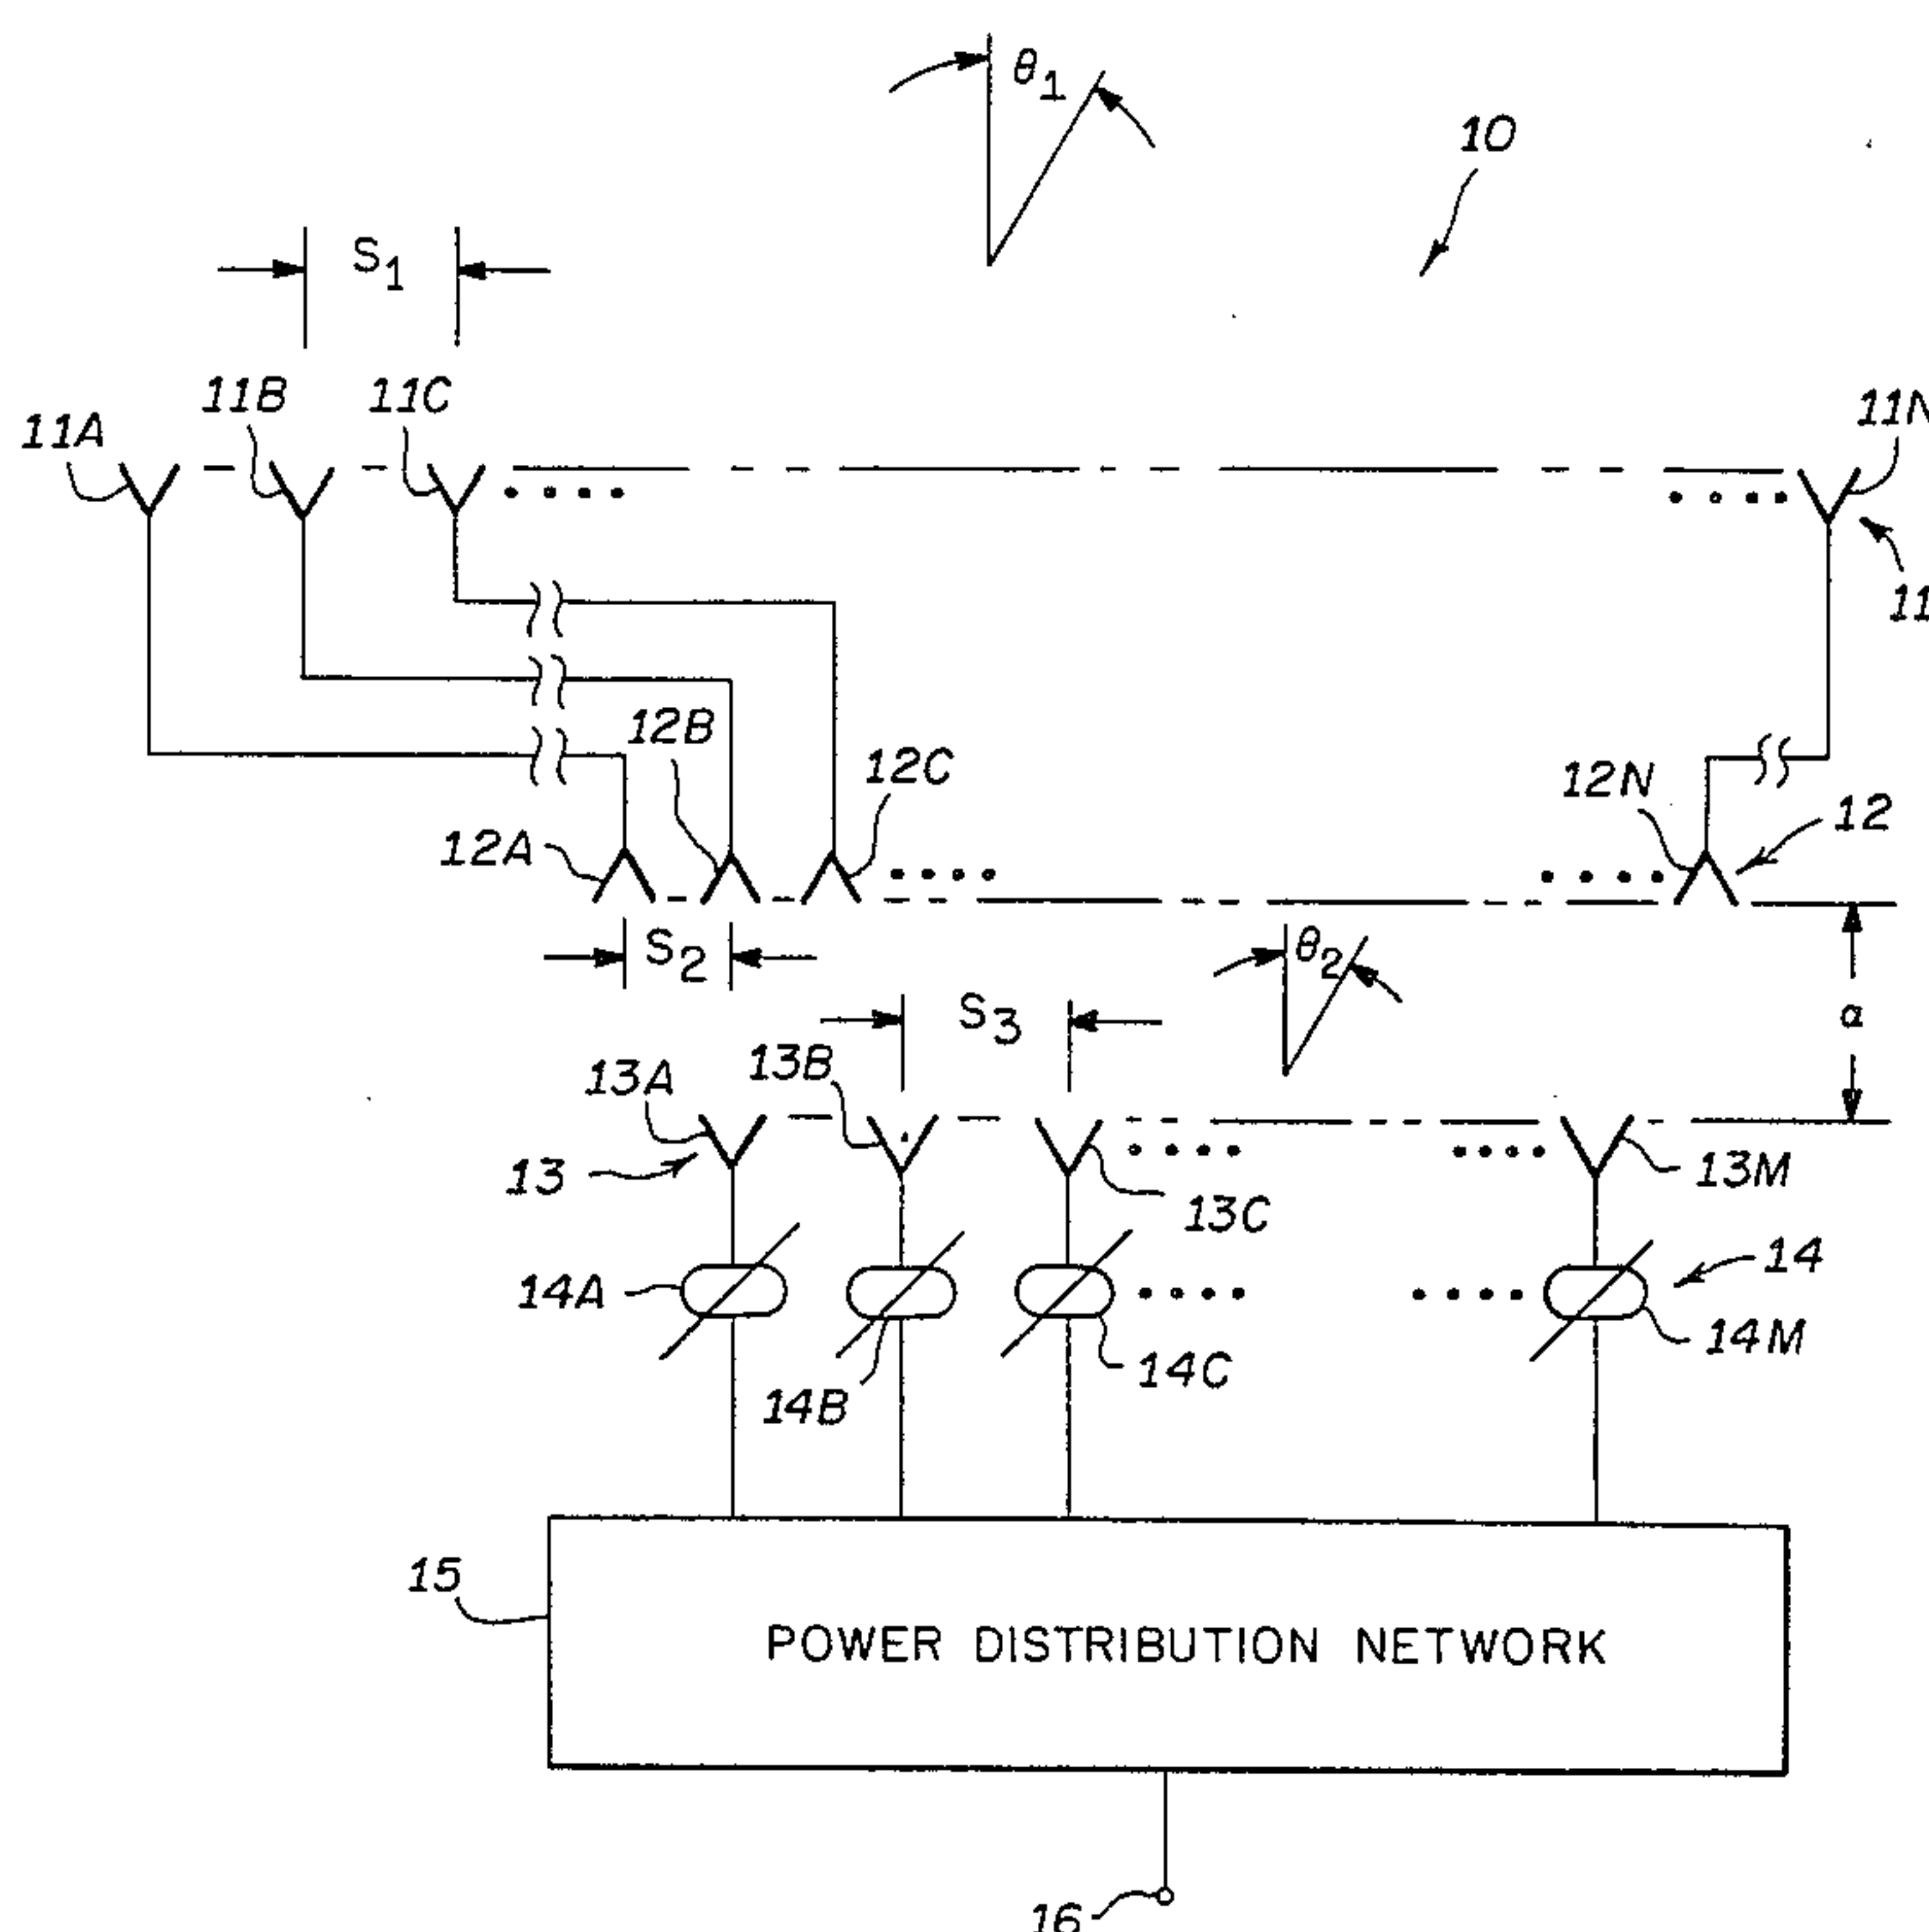 θ1
10
S1
11A
11B
11C
11N
11
12B
12C
12N
12
12A
S2
θ2
S3
a
13A
13B
13
13M
13C
14A
14
14M
14C
14B
15
POWER DISTRIBUTION NETWORK
16